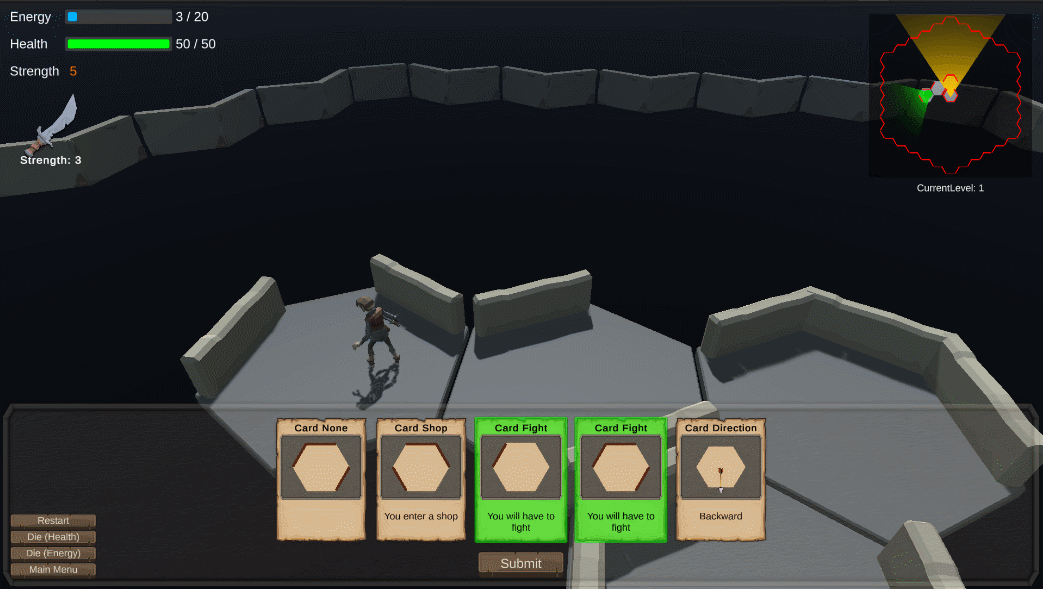 Energy 3 / 20
Health 50 / 50
Strength 5
Strength: 3
CurrentLevel: 1
Card None
Card Shop
You enter a shop
Card Fight
You will have to
fight
Card Fight
You will have to
fight
Card Direction
Backward
Submit
Restart
Die (Health)
Die (Energy)
Main Menu